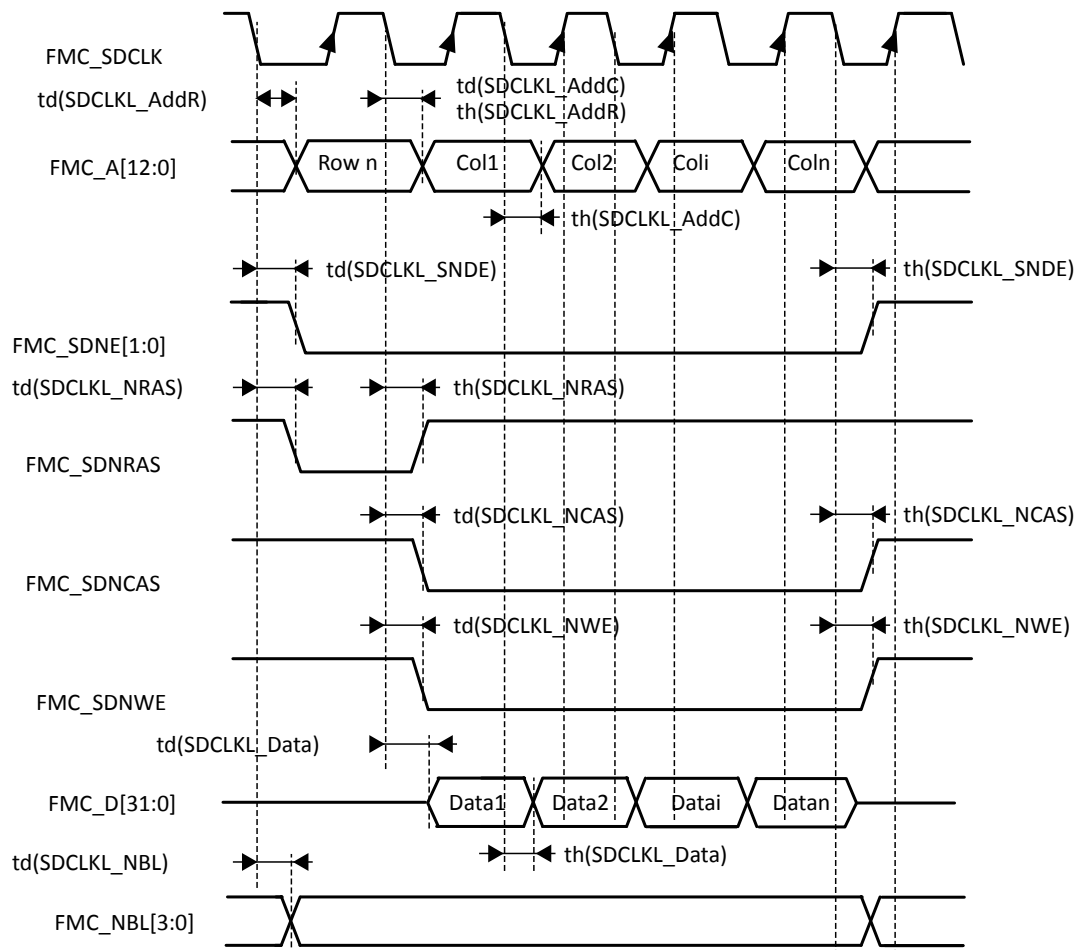 FMC_SDCLK
td(SDCLKL_AddR)
td(SDCLKL_AddC)
th(SDCLKL_AddR)
FMC_A[12:0]
Row n
Col1
Col2
Coli
Coln
th(SDCLKL_AddC)
td(SDCLKL_SNDE)
th(SDCLKL_SNDE)
FMC_SDNE[1:0]
td(SDCLKL_NRAS)
th(SDCLKL_NRAS)
FMC_SDNRAS
td(SDCLKL_NCAS)
th(SDCLKL_NCAS)
FMC_SDNCAS
td(SDCLKL_NWE)
th(SDCLKL_NWE)
FMC_SDNWE
td(SDCLKL_Data)
FMC_D[31:0]
Data1
Data2
Datai
Datan
td(SDCLKL_NBL)
th(SDCLKL_Data)
FMC_NBL[3:0]